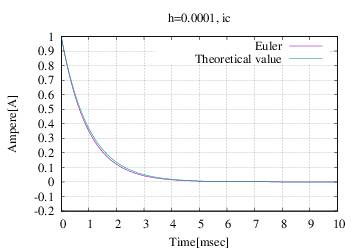 h=0.0001, ic
Euler
Theoretical value
1
0.9
0.8
0.7
0.6
0.5
0.4
0.3
0.2
0.1
0
-0.1
-0.2
Ampere[A]
0 1 2 3 4 5 6 7 8 9 10
Time[msec]